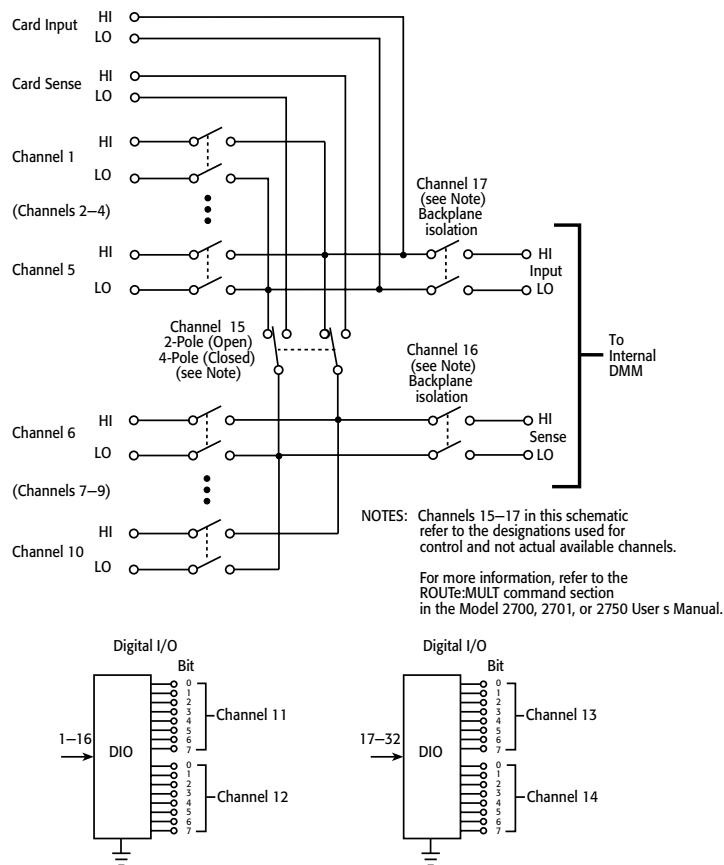 Card Input HI
LO
Card Sense HI
LO
Channel 1 HI
LO
(Channels 2–4)
Channel 5 HI
LO
Channel 17
(see Note)
Backplane
isolation
HI
Input
LO
Channel 15
2-Pole (Open)
4-Pole (Closed)
(see Note)
Channel 16
(see Note)
Backplane
isolation
To
Internal
DMM
Channel 6 HI
LO
HI
Sense
LO
(Channels 7–9)
Channel 10 HI
LO
NOTES: Channels 15–17 in this schematic
refer to the designations used for
control and not actual available channels.
For more information, refer to the
ROUTe:MULT command section
in the Model 2700, 2701, or 2750 User s Manual.
Digital I/O
Bit
1–16
DIO
0
1
2
3
4
5
6
7
Channel 11
0
1
2
3
4
5
6
7
Channel 12
Digital I/O
Bit
17–32
DIO
0
1
2
3
4
5
6
7
Channel 13
0
1
2
3
4
5
6
7
Channel 14